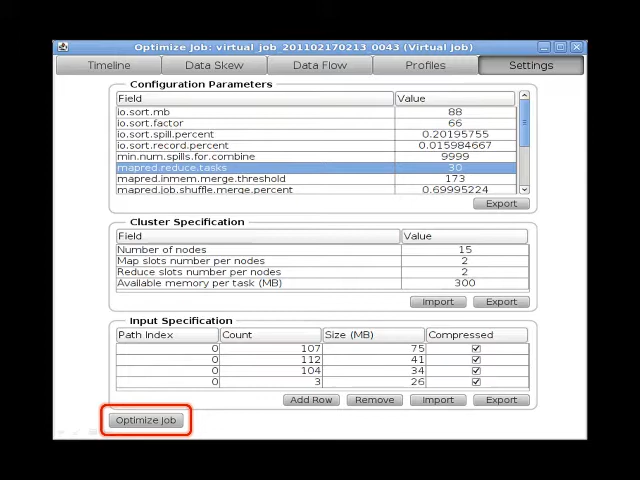 Optimize Job: virtual_job_201102170213_0043 (Virtual Job)
Timeline Data Skew Data Flow Profiles Settings
Configuration Parameters
Field Value
io.sort.mb 88
io.sort.factor 66
io.sort.spill.percent 0.20195755
io.sort.record.percent 0.015984667
min.num.spills.for.combine 9999
mapred.reduce.tasks 30
mapred.inmem.merge.threshold 173
mapred.job.shuffle.merge.percent 0.69995224
Export
Cluster Specification
Field Value
Number of nodes 15
Map slots number per nodes 2
Reduce slots number per nodes 2
Available memory per task (MB) 300
Import Export
Input Specification
Path Index Count Size (MB) Compressed
0 107 75
0 112 41
0 104 34
0 3 26
Add Row Remove Import Export
Optimize Job